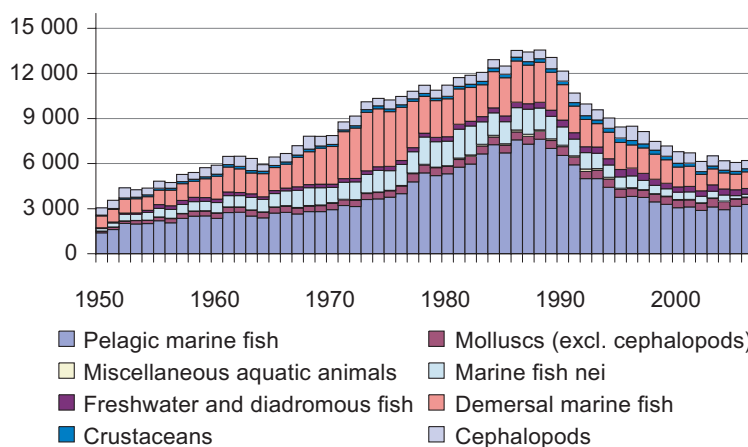 15 000
12 000
9 000
6 000
3 000
0
1950 1960 1970 1980 1990 2000
Pelagic marine fish Molluscs (excl. cephalopods)
Miscellaneous aquatic animals Marine fish nei
Freshwater and diadromous fish Demersal marine fish
Crustaceans Cephalopods